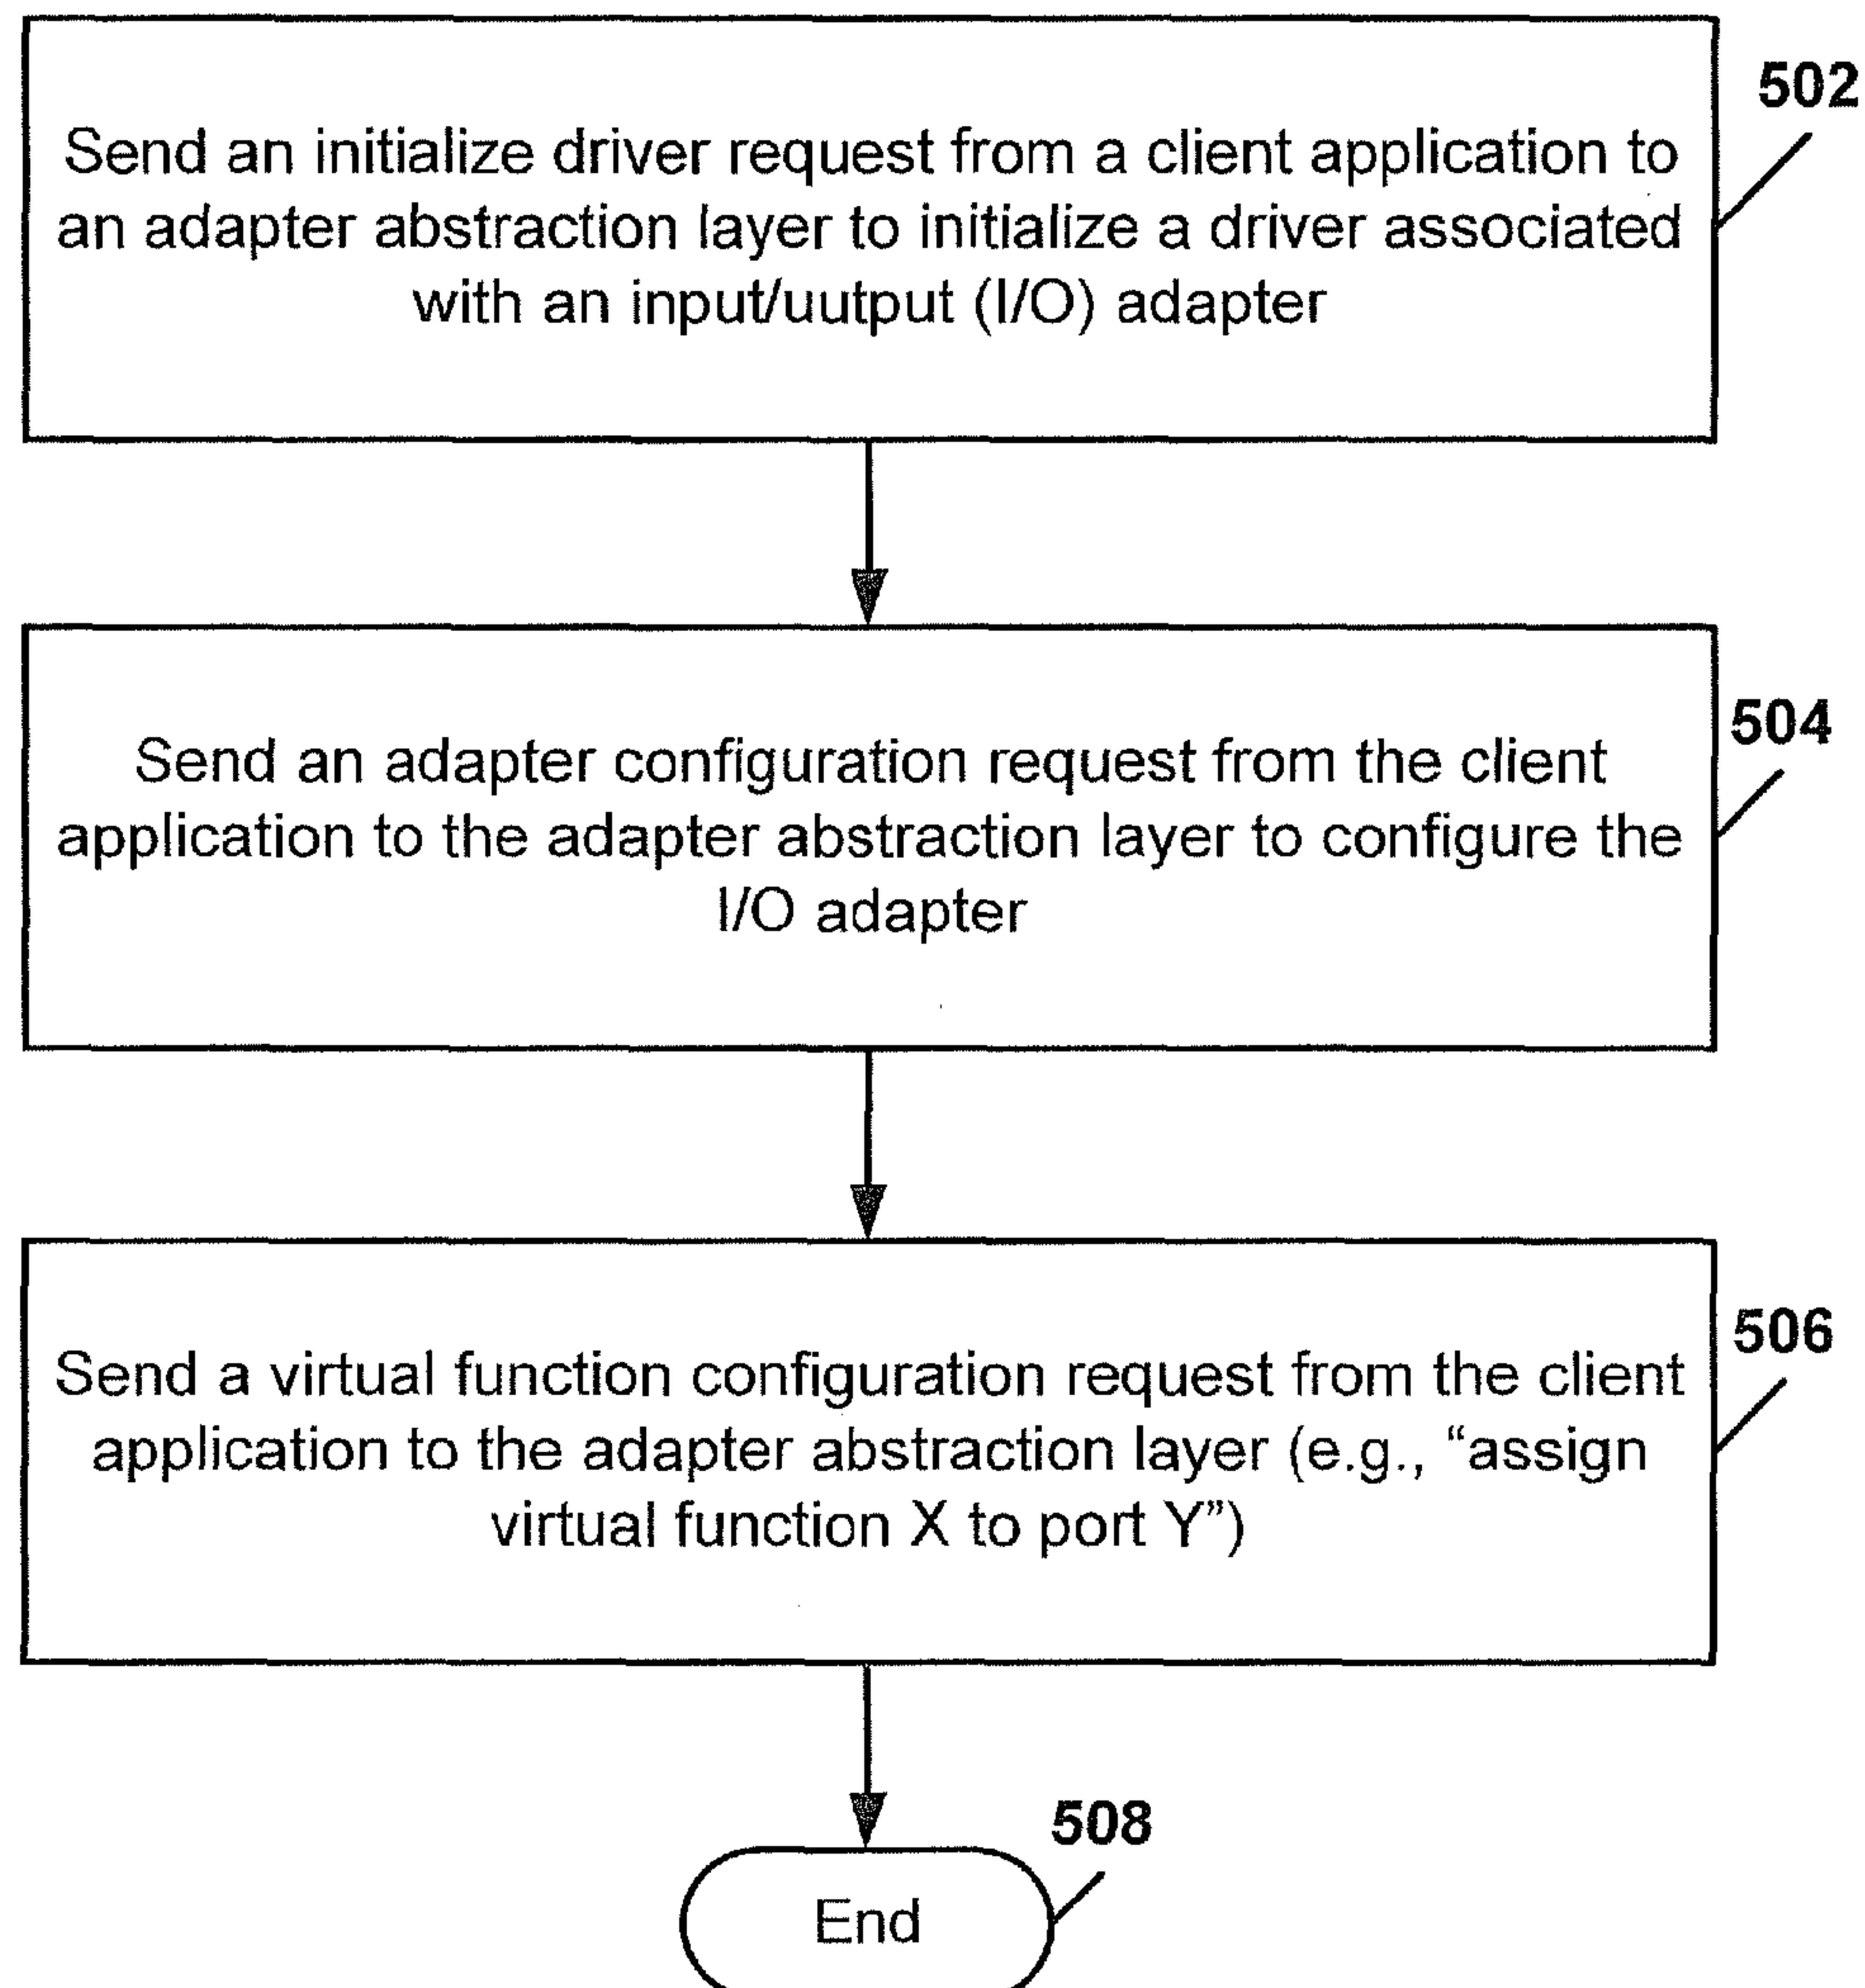 502
Send an initialize driver request from a client application to
an adapter abstraction layer to initialize a driver associated
with an input/uutput (I/O) adapter
504
Send an adapter configuration request from the client
application to the adapter abstraction layer to configure the
I/O adapter
506
Send a virtual function configuration request from the client
application to the adapter abstraction layer (e.g., “assign
virtual function X to port Y”)
508
End